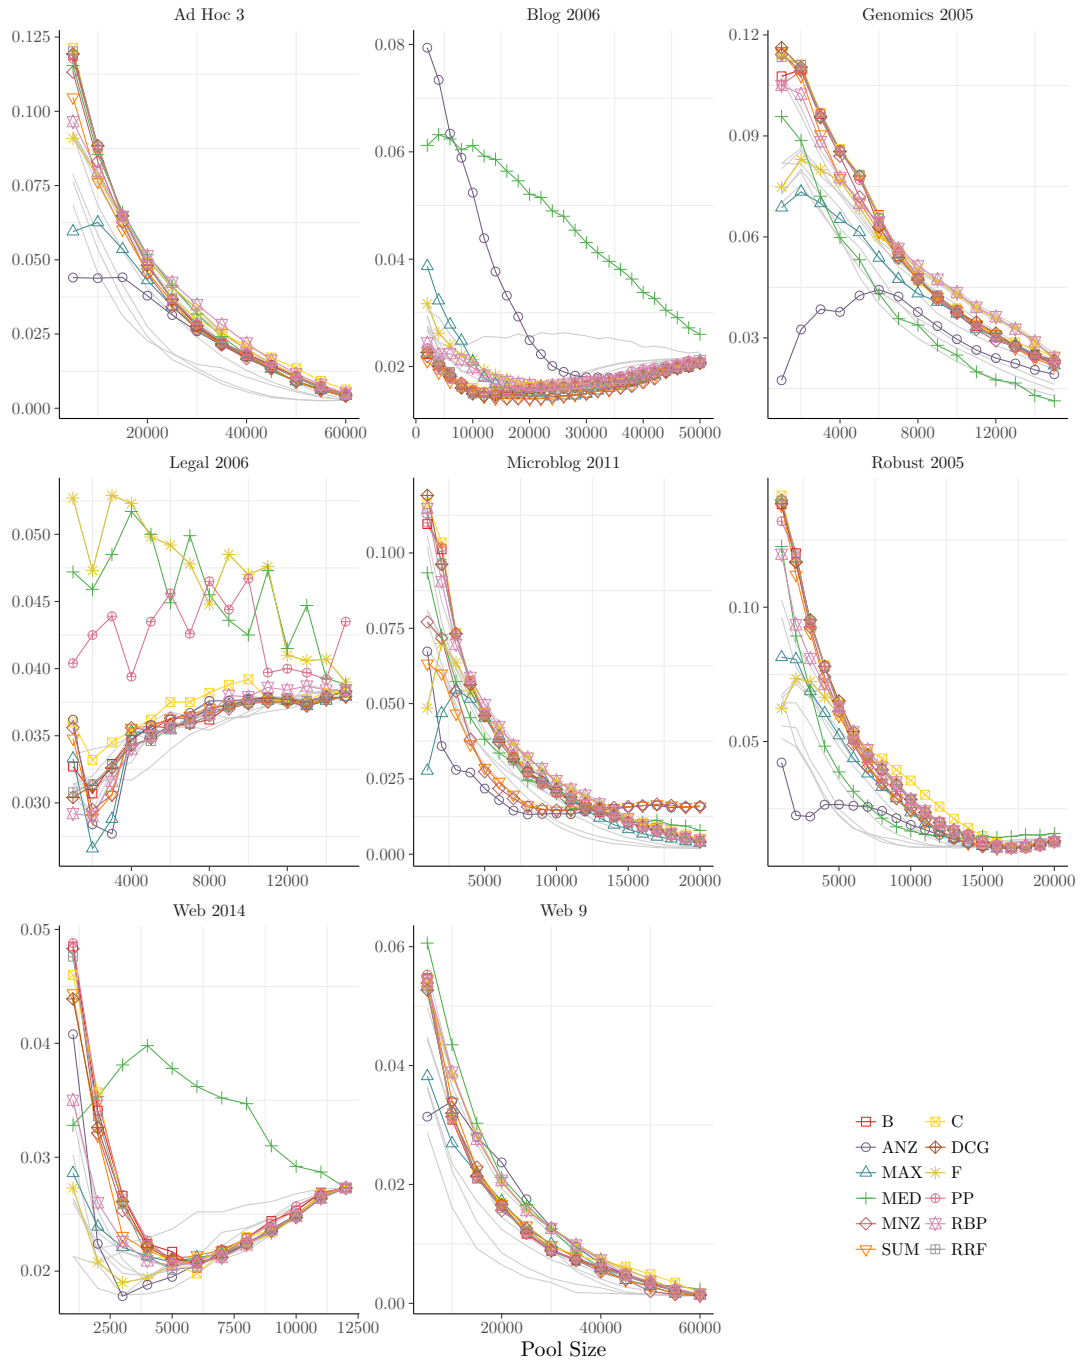 Ad Hoc 3
Blog 2006
Genomics 2005
0.125
0.100
0.075
0.050
0.025
0.000
20000 40000 60000
0.08
0.06
0.04
0.02
0 10000 20000 30000 40000 50000
0.12
0.09
0.06
0.03
4000 8000 12000
Legal 2006
Microblog 2011
Robust 2005
0.050
0.045
0.040
0.035
0.030
4000 8000 12000
0.100
0.075
0.050
0.025
0.000
5000 10000 15000 20000
0.10
0.05
5000 10000 15000 20000
Web 2014
Web 9
0.05
0.04
0.03
0.02
2500 5000 7500 10000 12500
0.06
0.04
0.02
0.00
20000 40000 60000
B C
ANZ DCG
MAX F
MED PP
MNZ RBP
SUM RRF
Pool Size